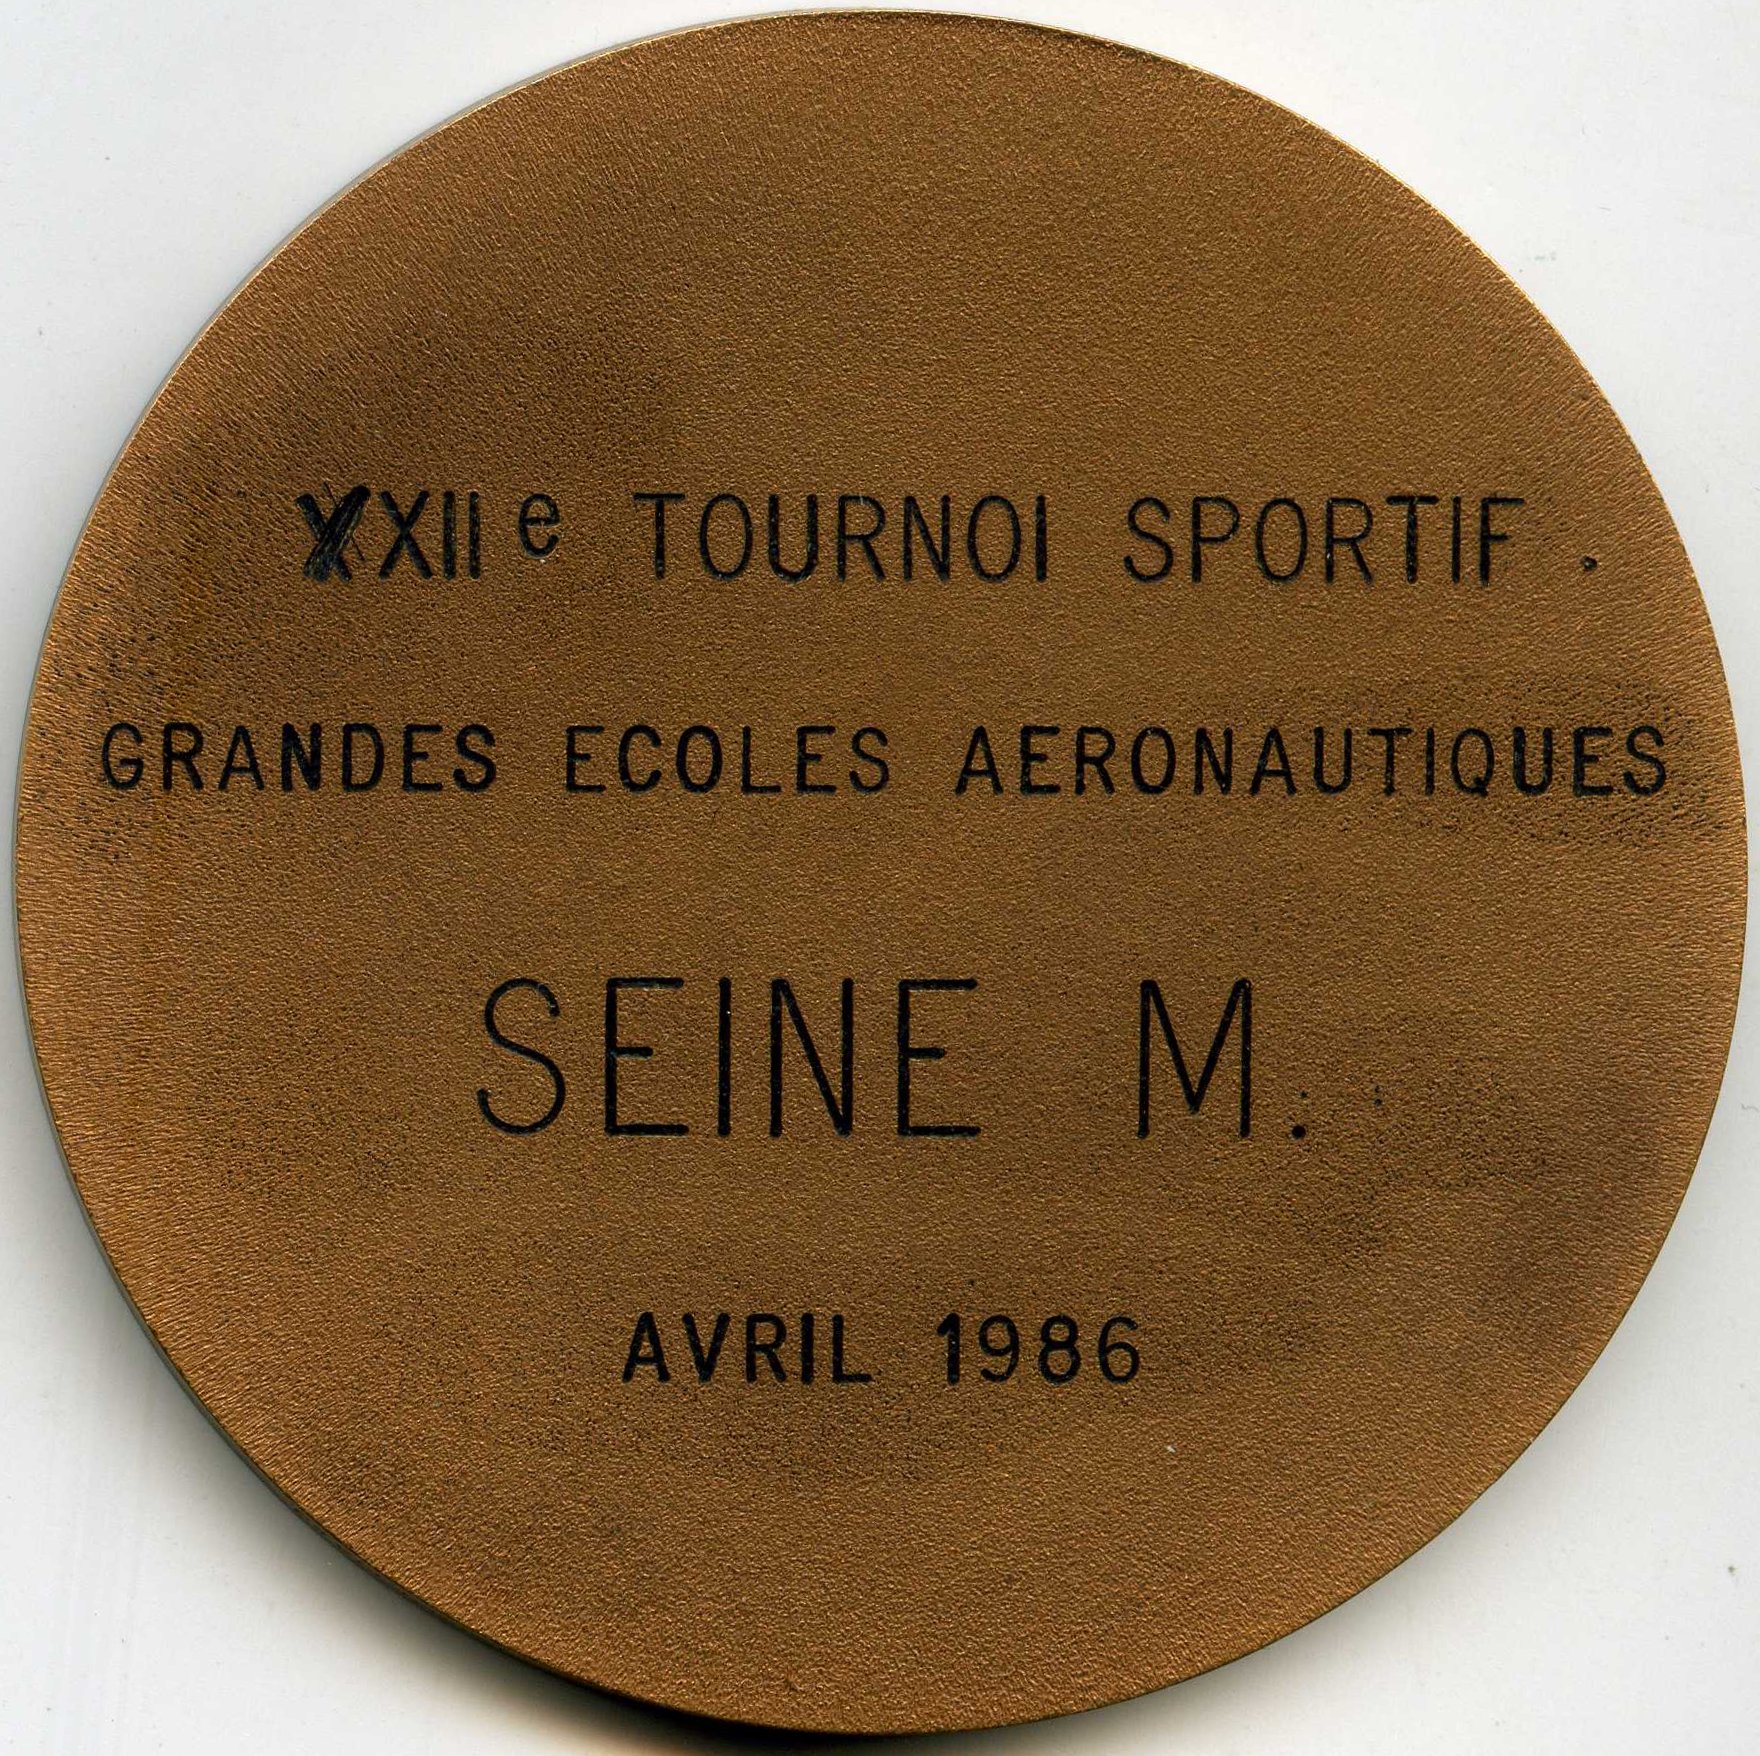 XXIIe TOURNOI SPORTIF.
GRANDES ECOLES AERONAUTIQUES
SEINE M.
AVRIL 1986